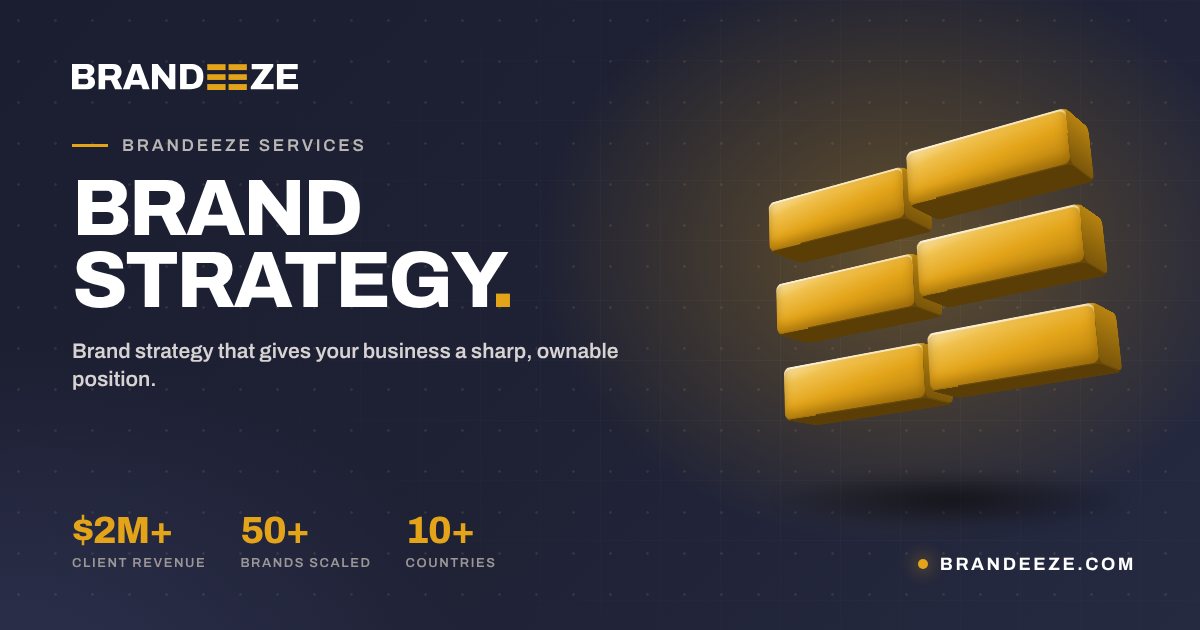 BRANDEEZE
BRANDEEZE SERVICES
BRAND
STRATEGY.
Brand strategy that gives your business a sharp, ownable
position.
$2M+ 50+ 10+
CLIENT REVENUE BRANDS SCALED COUNTRIES
BRANDEEZE.COM